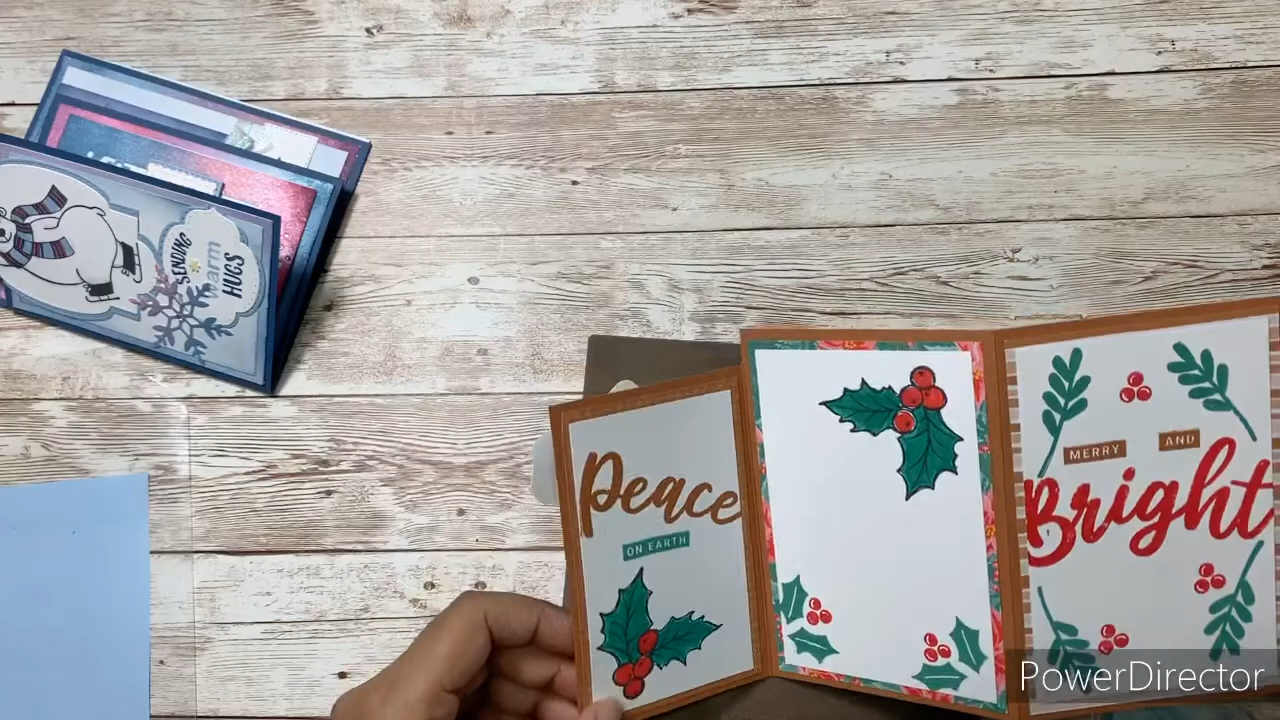 SENDING
warm
HUGS
Peace
ON EARTH
MERRY AND
Bright
PowerDirector